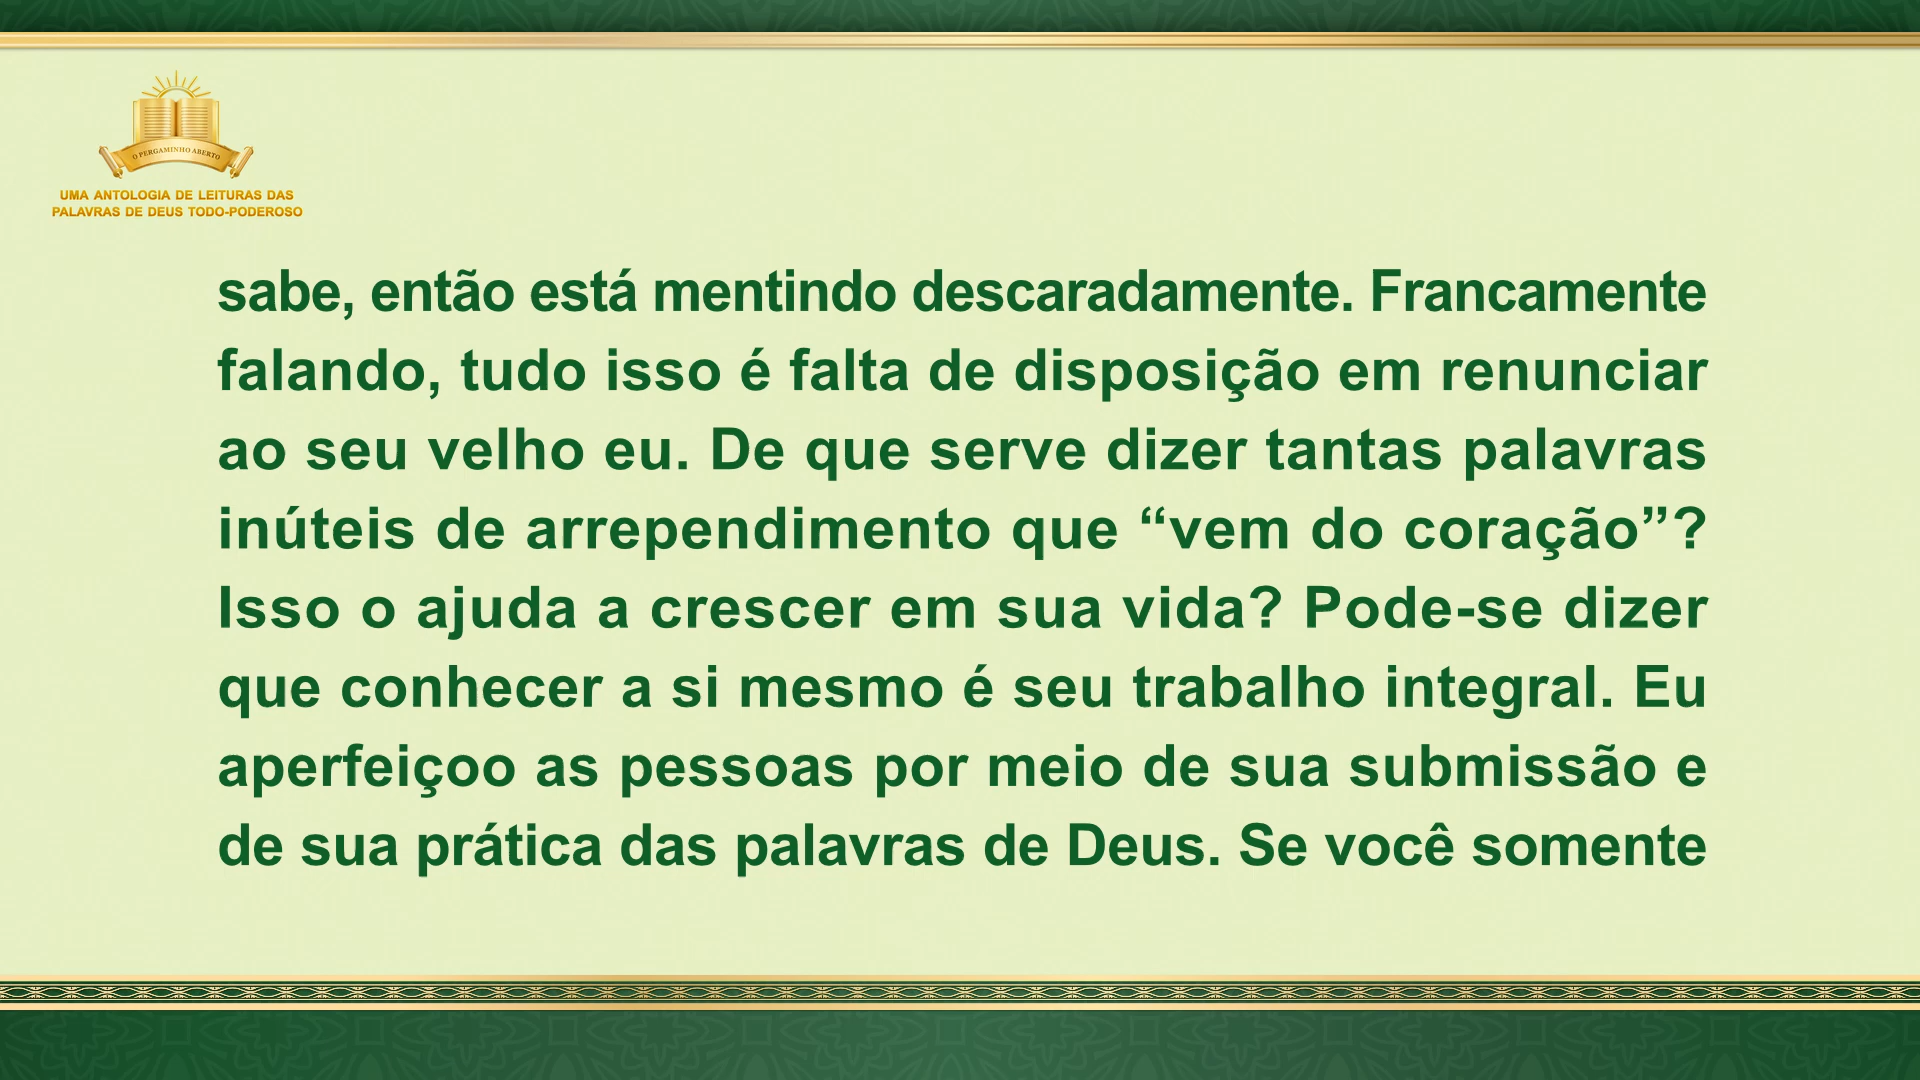 O PERGAMINHO ABERTO
UMA ANTOLOGIA DE LEITURAS DAS
PALAVRAS DE DEUS TODO-PODEROSO
sabe, então está mentindo descaradamente. Francamente
falando, tudo isso é falta de disposição em renunciar
ao seu velho eu. De que serve dizer tantas palavras
inúteis de arrependimento que “vem do coração”?
Isso o ajuda a crescer em sua vida? Pode-se dizer
que conhecer a si mesmo é seu trabalho integral. Eu
aperfeiçoo as pessoas por meio de sua submissão e
de sua prática das palavras de Deus. Se você somente